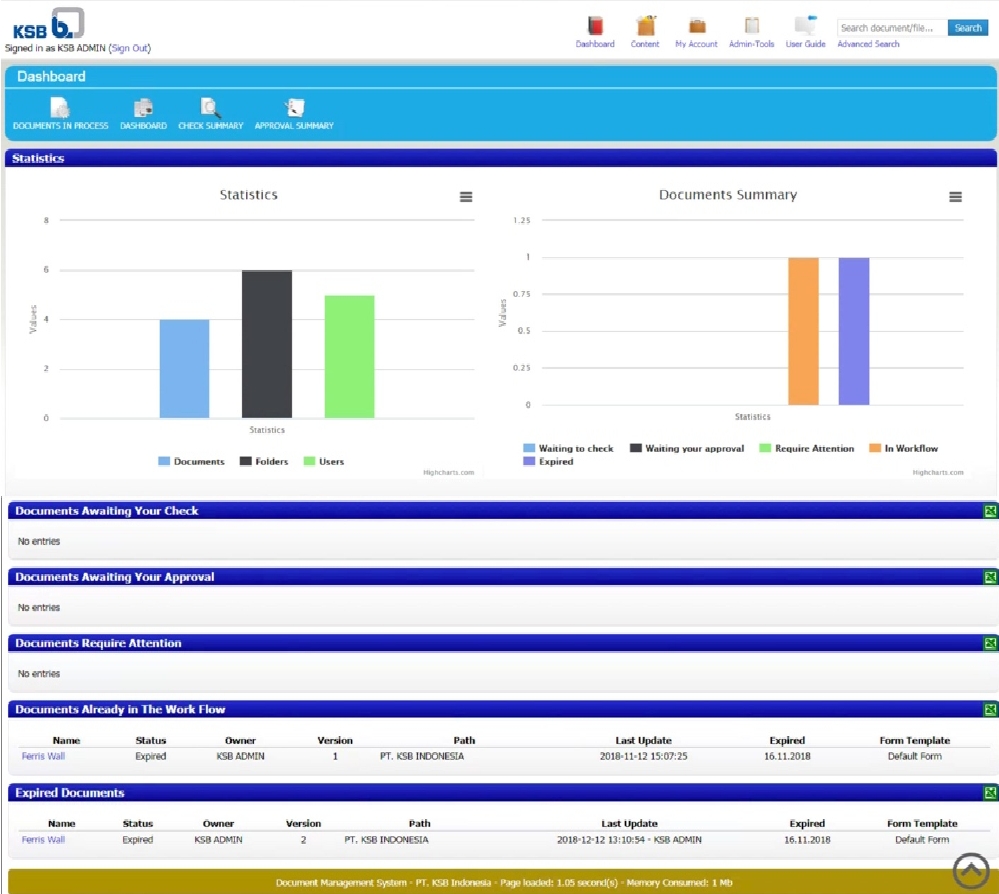 KSB b.
Signed in as KSB ADMIN (Sign Out)
Dashboard Content My Account Admin-Tools User Guide Advanced Search
Search document/file... Search
Dashboard
DOCUMENTS IN PROCESS DASHBOARD CHECK SUMMARY APPROVAL SUMMARY
Statistics
Statistics
8
6
4
2
0
Values
Statistics
Documents Folders Users
Highcharts.com
Documents Summary
1.25
1
0.75
0.5
0.25
0
Values
Statistics
Waiting to check Waiting your approval Require Attention In Workflow
Expired
Highcharts.com
Documents Awaiting Your Check
No entries
Documents Awaiting Your Approval
No entries
Documents Require Attention
No entries
Documents Already in The Work Flow
Name Status Owner Version Path Last Update Expired Form Template
Ferris Wall Expired KSB ADMIN 1 PT. KSB INDONESIA 2018-11-12 15:07:25 16.11.2018 Default Form
Expired Documents
Name Status Owner Version Path Last Update Expired Form Template
Ferris Wall Expired KSB ADMIN 2 PT. KSB INDONESIA 2018-12-12 13:10:54 - KSB ADMIN 16.11.2018 Default Form
Document Management System - PT. KSB Indonesia - Page loaded: 1.05 second(s) - Memory Consumed: 1 Mb